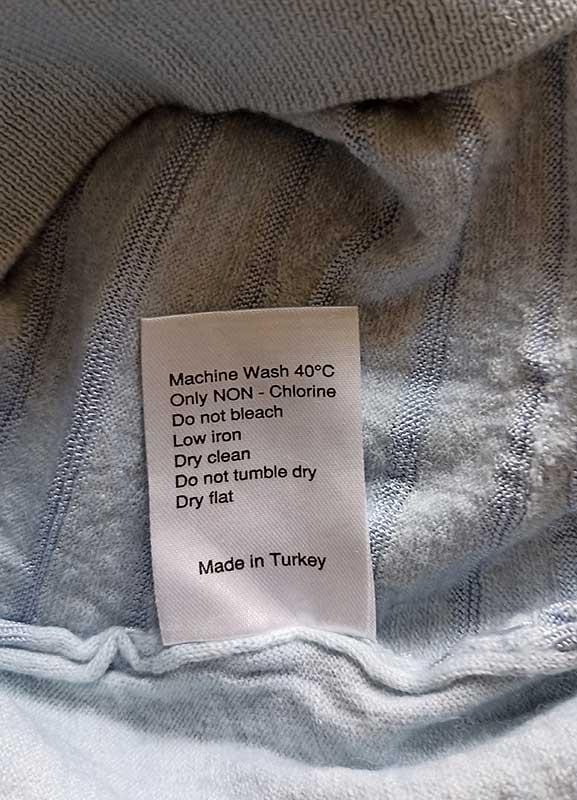 Machine Wash 40°C
Only NON - Chlorine
Do not bleach
Low iron
Dry clean
Do not tumble dry
Dry flat
Made in Turkey